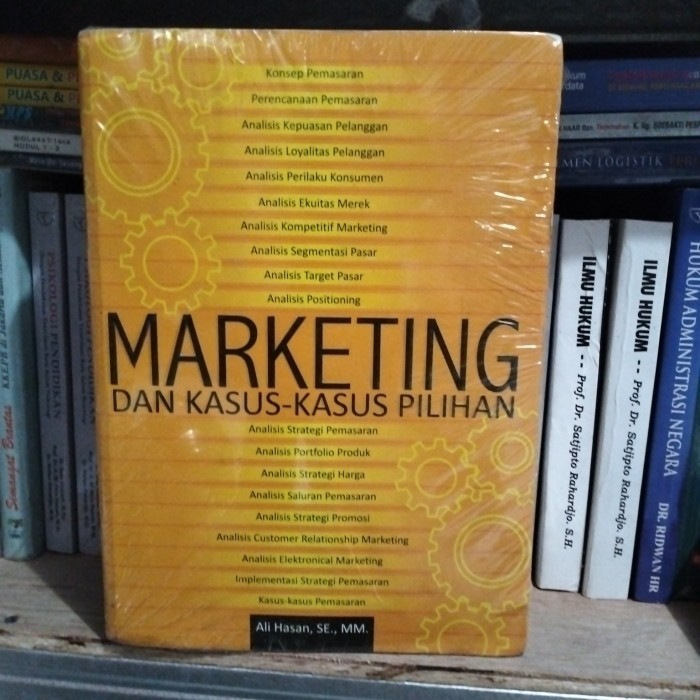 Konsep Pemasaran
Perencanaan Pemasaran
Analisis Kepuasan Pelanggan
Analisis Loyalitas Pelanggan
Analisis Perilaku Konsumen
Analisis Ekuitas Merek
Analisis Kompetitif Marketing
Analisis Segmentasi Pasar
Analisis Target Pasar
Analisis Positioning
MARKETING
DAN KASUS-KASUS PILIHAN
Analisis Strategi Pemasaran
Analisis Portfolio Produk
Analisis Strategi Harga
Analisis Saluran Pemasaran
Analisis Strategi Promosi
Analisis Customer Relationship Marketing
Analisis Elektronical Marketing
Implementasi Strategi Pemasaran
Kasus-kasus Pemasaran
Ali Hasan, SE., MM.
PUASA &
PUASA &
MODUL 1 - 3
Semangat
PSIKOLOGI PENDIDIKAN
MEN LOGISTIK
ILMU HUKUM -- Prof. Dr. Satjipto Rahardjo, S.H.
ILMU HUKUM -- Prof. Dr. Satjipto Rahardjo, S.H.
HUKUM ADMINISTRASI NEGARA
DR. RIDWAN HR